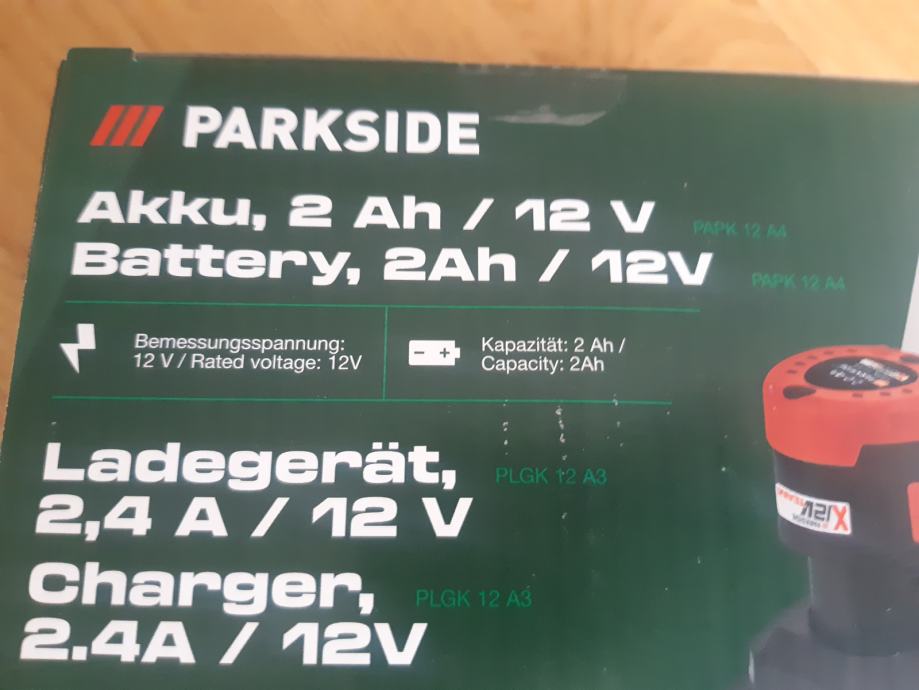 PARKSIDE
Akku, 2 Ah / 12 V PAPK 12 A4
Battery, 2Ah / 12V PAPK 12 A4
Bemessungsspannung:
12 V / Rated voltage: 12V
Kapazität: 2 Ah /
Capacity: 2Ah
Ladegerät, PLGK 12 A3
2,4 A / 12 V
Charger, PLGK 12 A3
2.4A / 12V
X12V